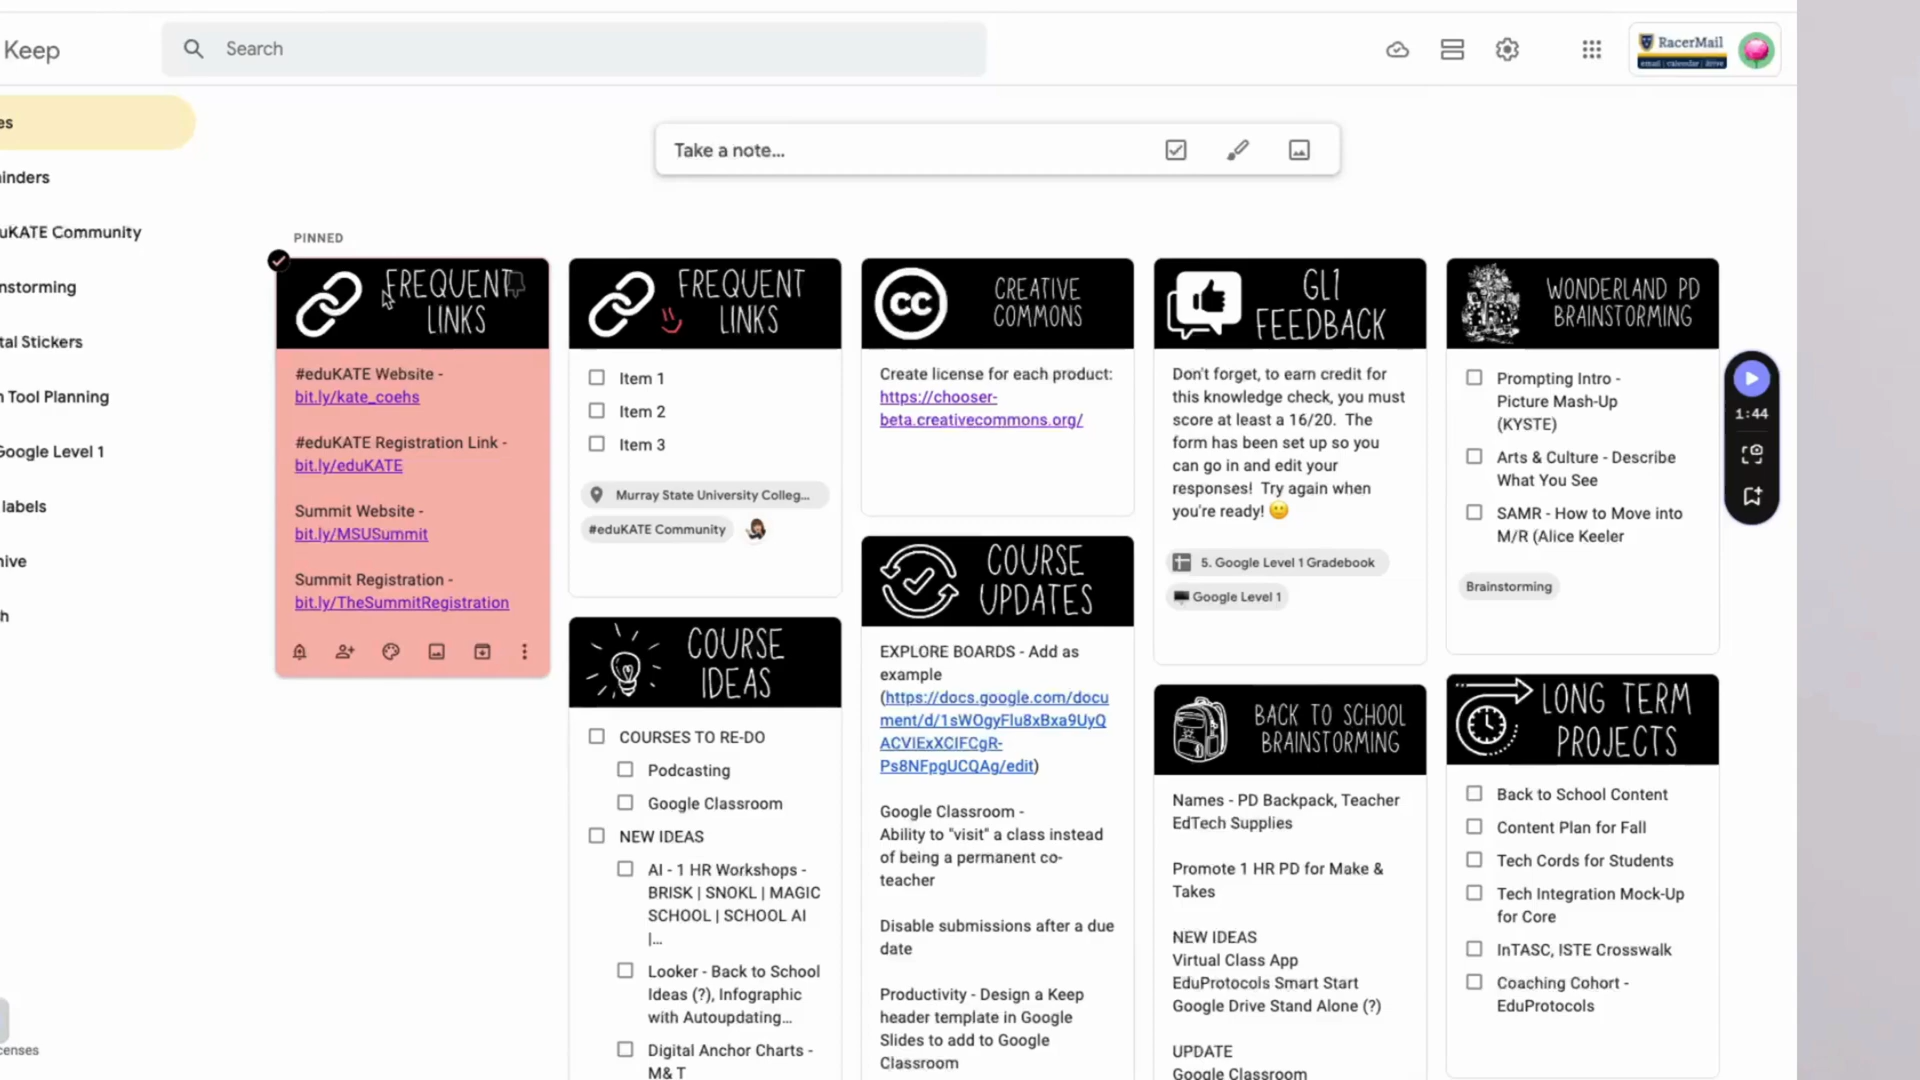 Keep
Search
RacerMail
email | calendar | drive
es
inders
uKATE Community
nstorming
tal Stickers
n Tool Planning
Google Level 1
labels
hive
h
censes
Take a note...
PINNED
FREQUENT
LINKS
#eduKATE Website -
bit.ly/kate_coehs
#eduKATE Registration Link -
bit.ly/eduKATE
Summit Website -
bit.ly/MSUSummit
Summit Registration -
bit.ly/TheSummitRegistration
FREQUENT
LINKS
Item 1
Item 2
Item 3
Murray State University Colleg...
#eduKATE Community
COURSE
IDEAS
COURSES TO RE-DO
Podcasting
Google Classroom
NEW IDEAS
AI - 1 HR Workshops -
BRISK | SNOKL | MAGIC
SCHOOL | SCHOOL AI
|...
Looker - Back to School
Ideas (?), Infographic
with Autoupdating...
Digital Anchor Charts -
M& T
CC
CREATIVE
COMMONS
Create license for each product:
https://chooser-
beta.creativecommons.org/
COURSE
UPDATES
EXPLORE BOARDS - Add as
example
(https://docs.google.com/docu
ment/d/1sWOgyFlu8xBxa9UyQ
ACVIExXCIFCgR-
Ps8NFpgUCQAg/edit)
Google Classroom -
Ability to "visit" a class instead
of being a permanent co-
teacher
Disable submissions after a due
date
Productivity - Design a Keep
header template in Google
Slides to add to Google
Classroom
GL1
FEEDBACK
Don't forget, to earn credit for
this knowledge check, you must
score at least a 16/20. The
form has been set up so you
can go in and edit your
responses! Try again when
you're ready! 🙂
5. Google Level 1 Gradebook
Google Level 1
BACK TO SCHOOL
BRAINSTORMING
Names - PD Backpack, Teacher
EdTech Supplies
Promote 1 HR PD for Make &
Takes
NEW IDEAS
Virtual Class App
EduProtocols Smart Start
Google Drive Stand Alone (?)
UPDATE
Google Classroom
WONDERLAND PD
BRAINSTORMING
Prompting Intro -
Picture Mash-Up
(KYSTE)
Arts & Culture - Describe
What You See
SAMR - How to Move into
M/R (Alice Keeler
Brainstorming
LONG TERM
PROJECTS
Back to School Content
Content Plan for Fall
Tech Cords for Students
Tech Integration Mock-Up
for Core
InTASC, ISTE Crosswalk
Coaching Cohort -
EduProtocols
1:44